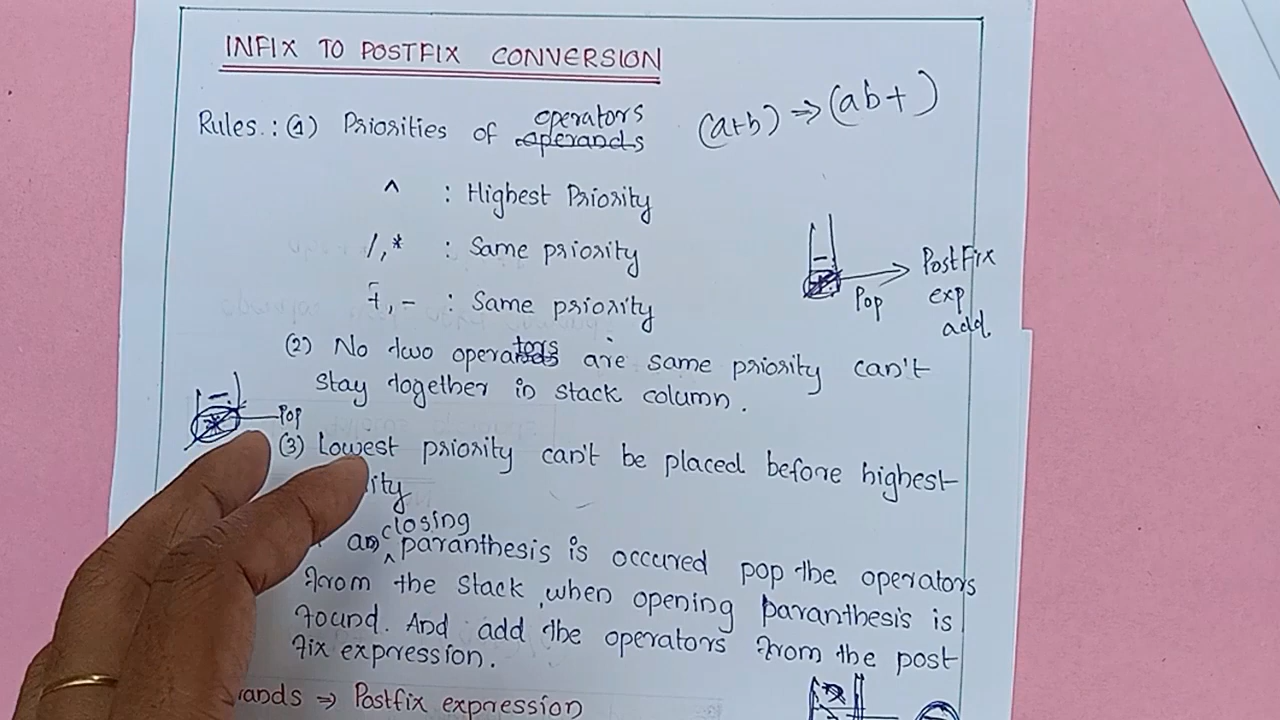 INFIX TO POSTFIX CONVERSION
Rules.: (1) Priorities of operators
operands
(a+b) ⇒ (ab+)
^ : Highest Priority
/,* : Same priority
+,- : Same priority
- + Pop → PostFix
exp
add.
(2) No two operators are same priority can't
stay together in stack column.
- * Pop
(3) Lowest priority can't be placed before highest
closing
paranthesis is occured pop the operators
from the stack, when opening paranthesis is
found. And add the operators from the post
fix expression.
⇒ Postfix expression